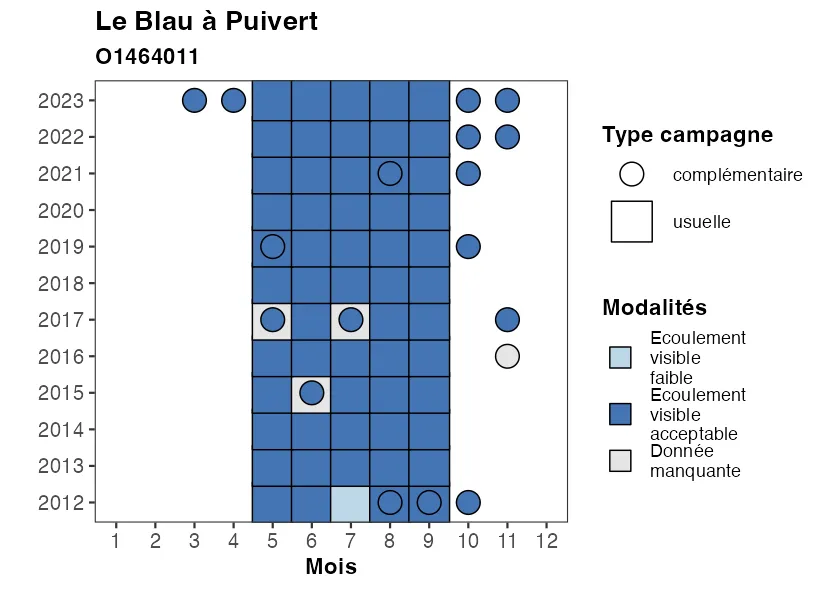 Le Blau à Puivert
O1464011
2023
2022
2021
2020
2019
2018
2017
2016
2015
2014
2013
2012
1 2 3 4 5 6 7 8 9 10 11 12
Mois
Type campagne
complémentaire
usuelle
Modalités
Ecoulement
visible
faible
Ecoulement
visible
acceptable
Donnée
manquante